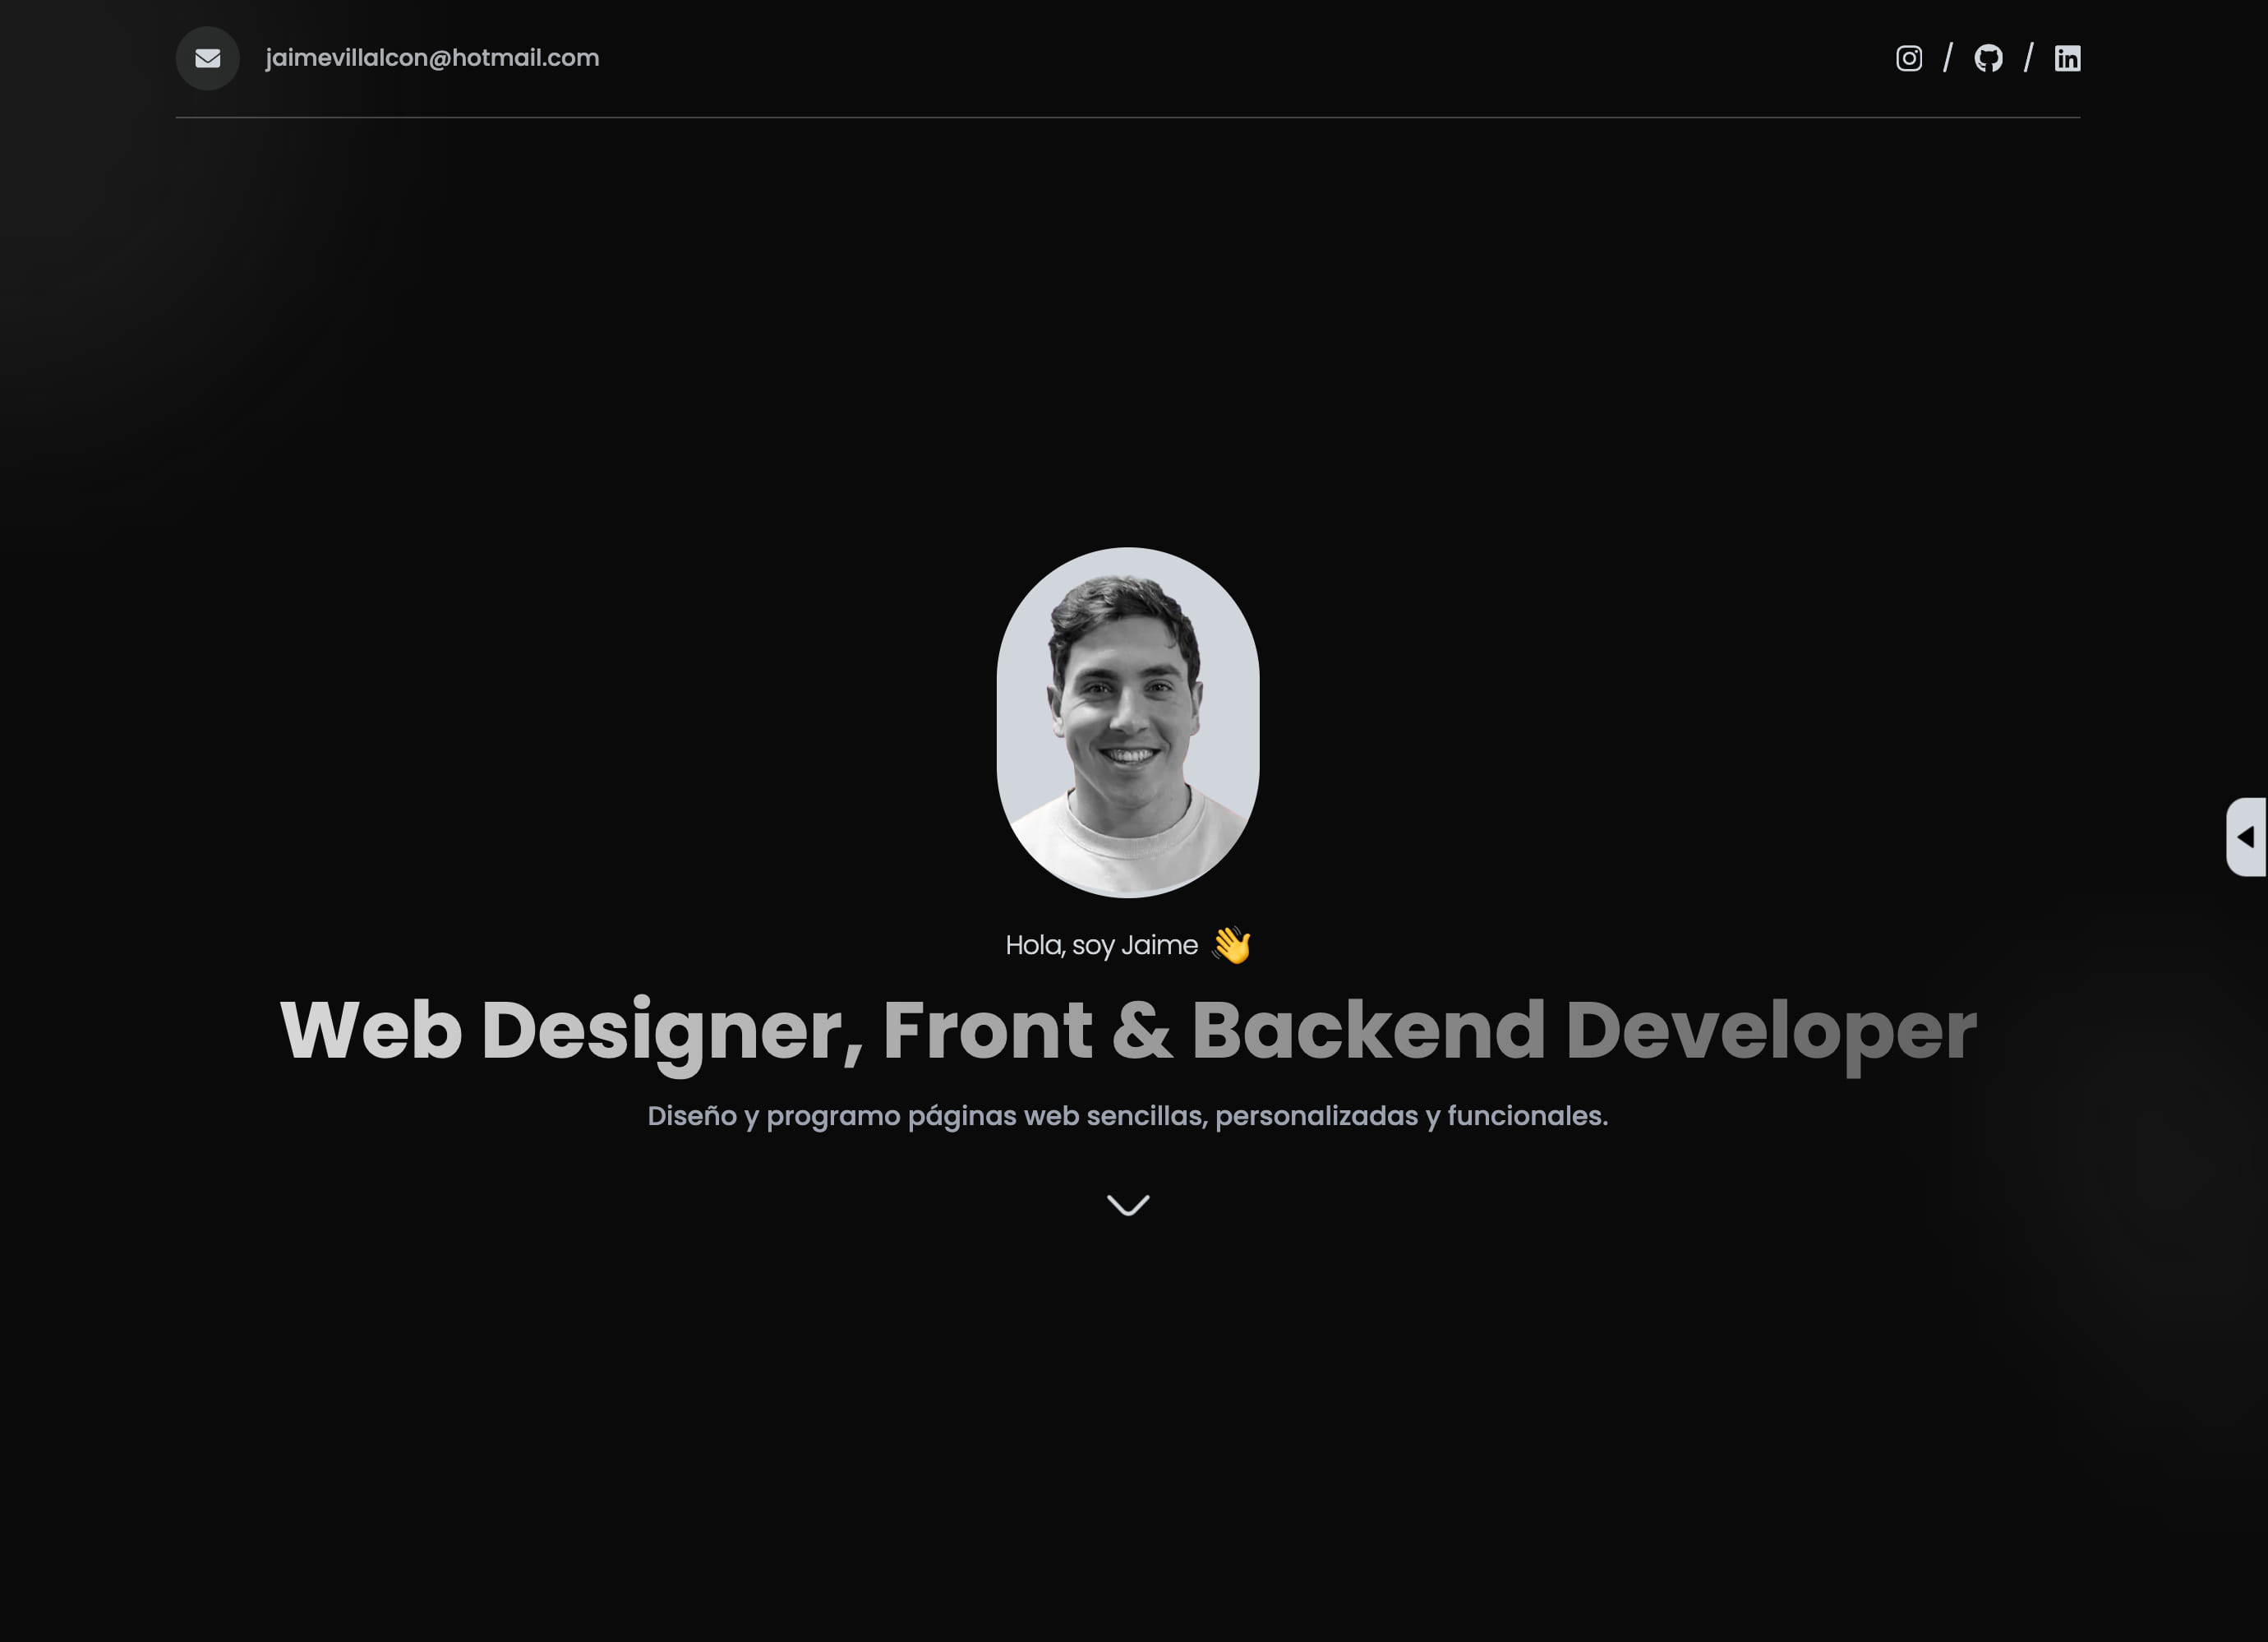 jaimevillalcon@hotmail.com / /
Hola, soy Jaime 👋
Web Designer, Front & Backend Developer
Diseño y programo páginas web sencillas, personalizadas y funcionales.